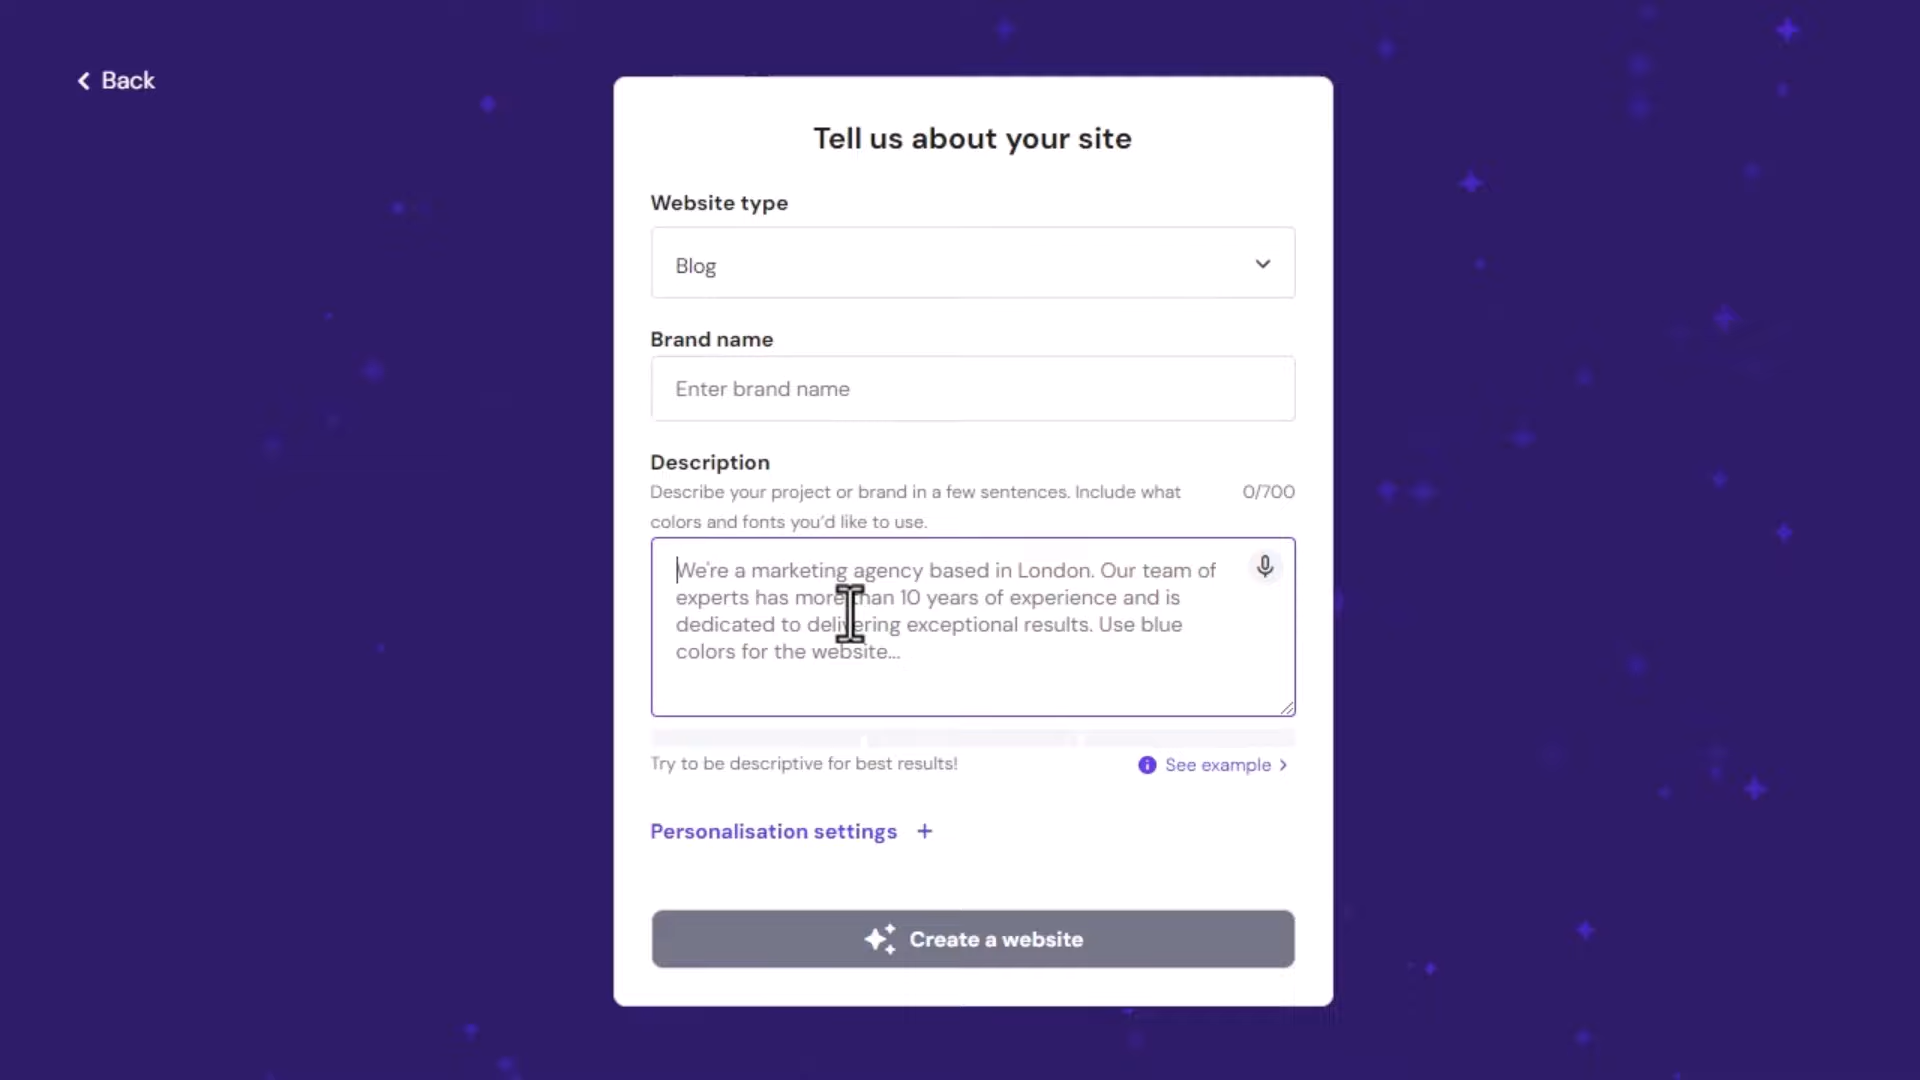 Back
Tell us about your site
Website type
Blog
Brand name
Enter brand name
Description
Describe your project or brand in a few sentences. Include what 0/700
colors and fonts you'd like to use.
We're a marketing agency based in London. Our team of
experts has more than 10 years of experience and is
dedicated to delivering exceptional results. Use blue
colors for the website...
Try to be descriptive for best results! See example
Personalisation settings +
Create a website